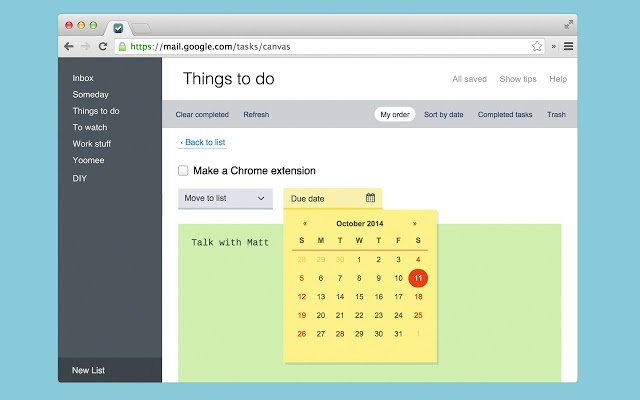 https://mail.google.com/tasks/canvas
Inbox
Someday
Things to do
To watch
Work stuff
Yoomee
DIY
New List
Things to do
All saved Show tips Help
Clear completed Refresh My order Sort by date Completed tasks Trash
‹ Back to list
Make a Chrome extension
Move to list Due date
Talk with Matt
« October 2014 »
S M T W T F S
28 29 30 1 2 3 4
5 6 7 8 9 10 11
12 13 14 15 16 17 18
19 20 21 22 23 24 25
26 27 28 29 30 31 1